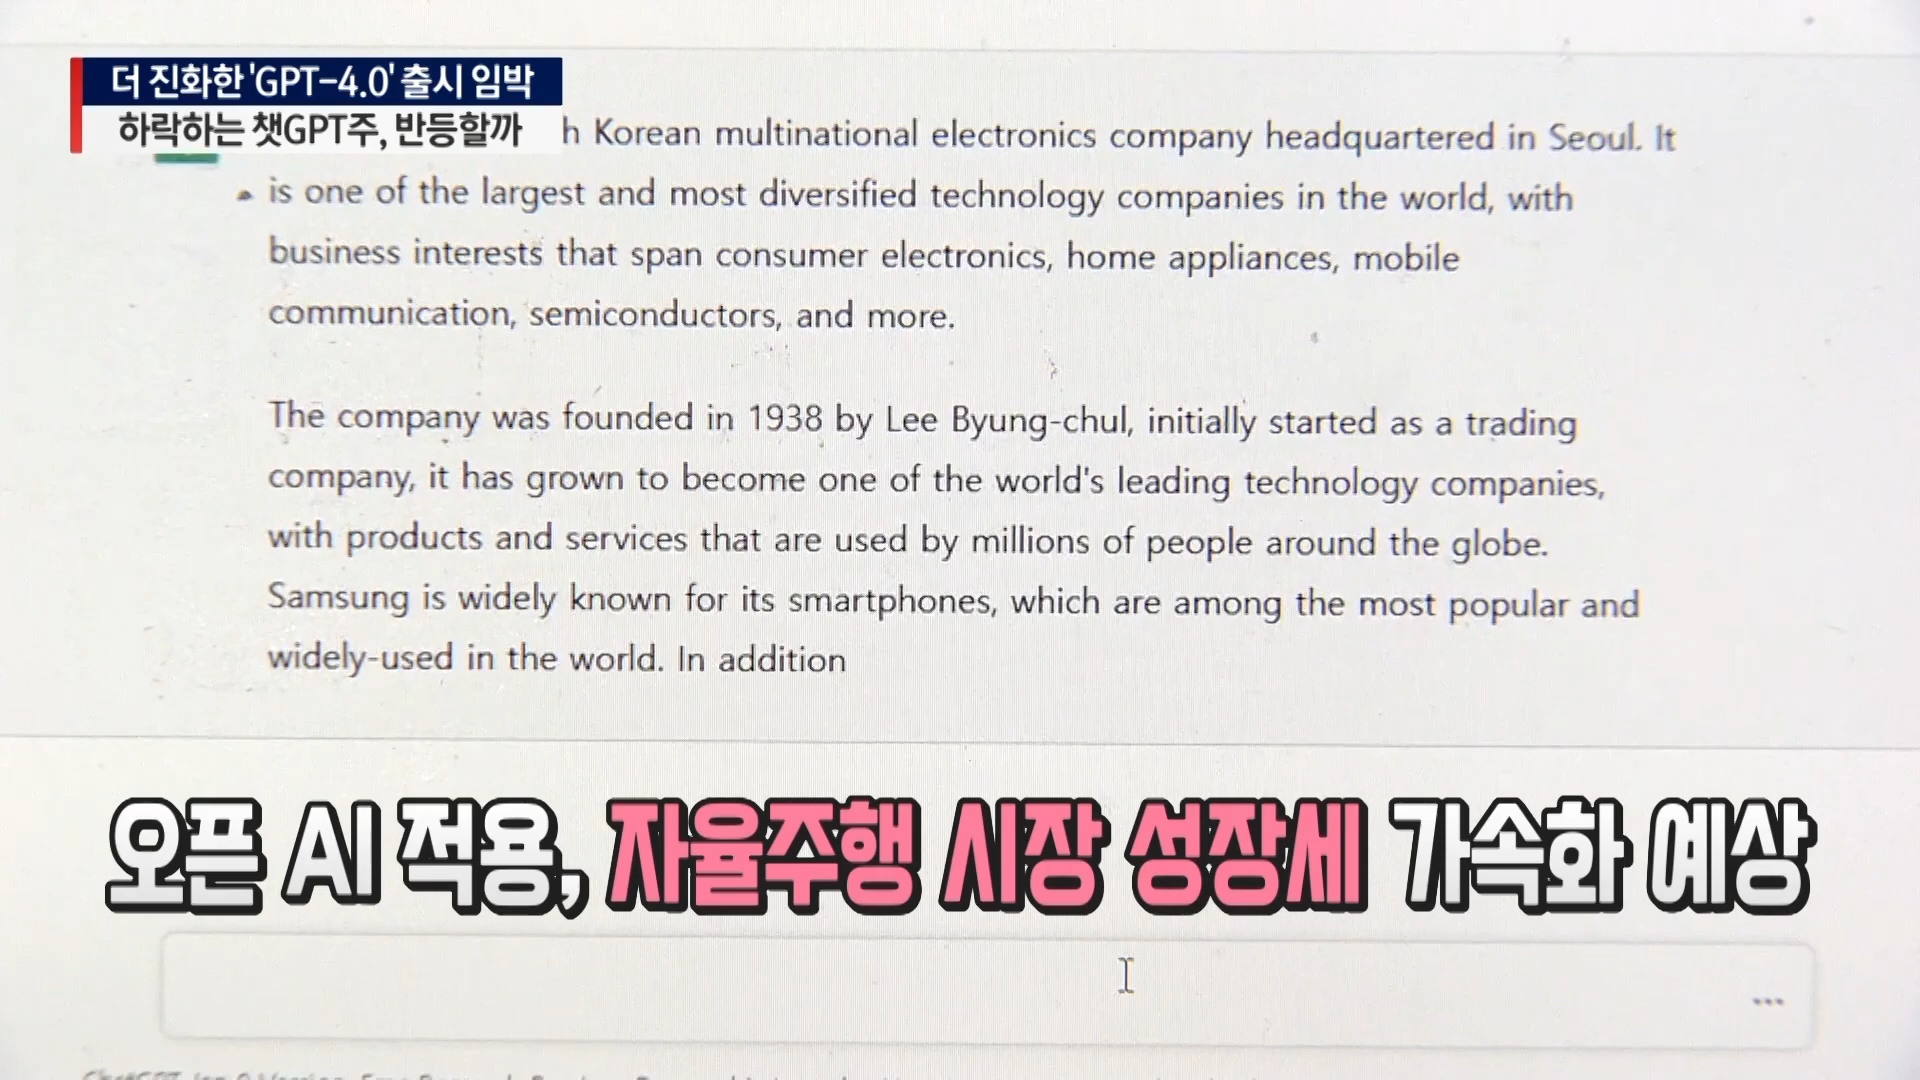 더 진화한 'GPT-4.0' 출시 임박
하락하는 챗GPT주, 반등할까
h Korean multinational electronics company headquartered in Seoul. It
is one of the largest and most diversified technology companies in the world, with
business interests that span consumer electronics, home appliances, mobile
communication, semiconductors, and more.
The company was founded in 1938 by Lee Byung-chul, initially started as a trading
company, it has grown to become one of the world's leading technology companies,
with products and services that are used by millions of people around the globe.
Samsung is widely known for its smartphones, which are among the most popular and
widely-used in the world. In addition
오픈 AI 적용, 자율주행 시장 성장세 가속화 예상